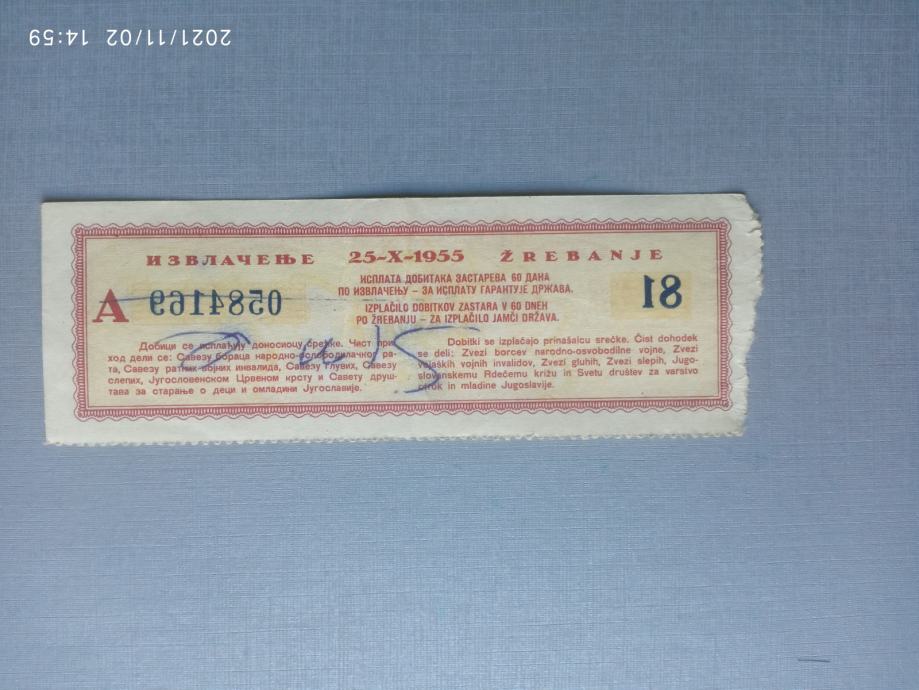 2021/11/02 14:59
ИЗВЛАЧЕЊЕ 25-X-1955 ŽREBANJE
ИСПЛАТА ДОБИТАКА ЗАСТАРЕВА 60 ДАНА
ПО ИЗВЛАЧЕЊУ – ЗА ИСПЛАТУ ГАРАНТУЈЕ ДРЖАВА.
IZPLAČILO DOBITKOV ZASTARA V 60 DNEH
PO ŽREBANJU – ZA IZPLAČILO JAMČI DRŽAVA.
A 0584169
81
Добици се исплаћују доносиоцу срећке. Чист при-
ход дели се: Савезу бораца народно-ослободилачког ра-
та, Савезу ратних војних инвалида, Савезу глувих, Савезу
слепих, Југословенском Црвеном крсту и Савету друш-
тава за старање о деци и омладини Југославије.
Dobitki se izplačajo prinašalcu srečke. Čist dohodek
se deli: Zvezi borcev narodno-osvobodilne vojne, Zvezi
vojaških vojnih invalidov, Zvezi gluhih, Zvezi slepih, Jugo-
slovanskemu Rdečemu križu in Svetu društev za varstvo
otrok in mladine Jugoslavije.